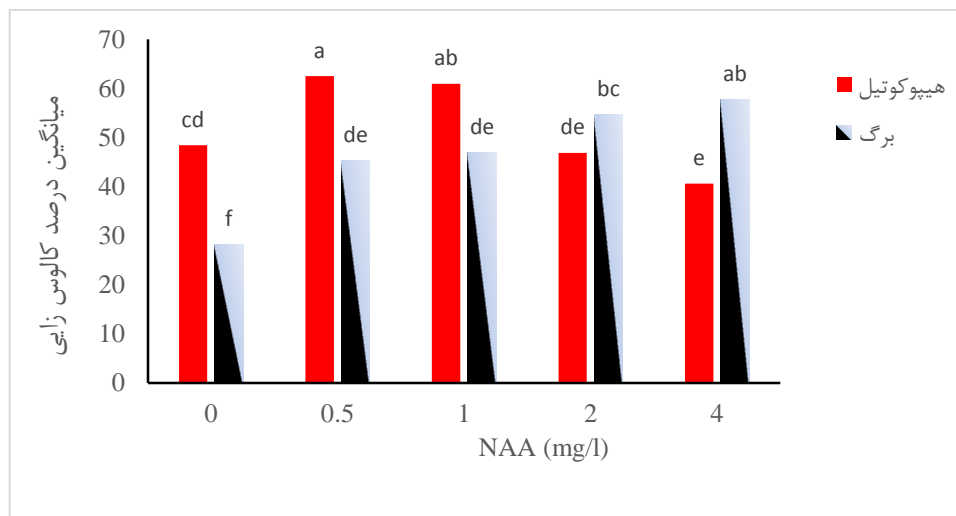 میانگین درصد کالوس زایی
70
60
50
40
30
20
10
0
cd
f
a
de
ab
de
de
bc
e
ab
0 0.5 1 2 4
NAA (mg/l)
هیپوکوتیل
برگ